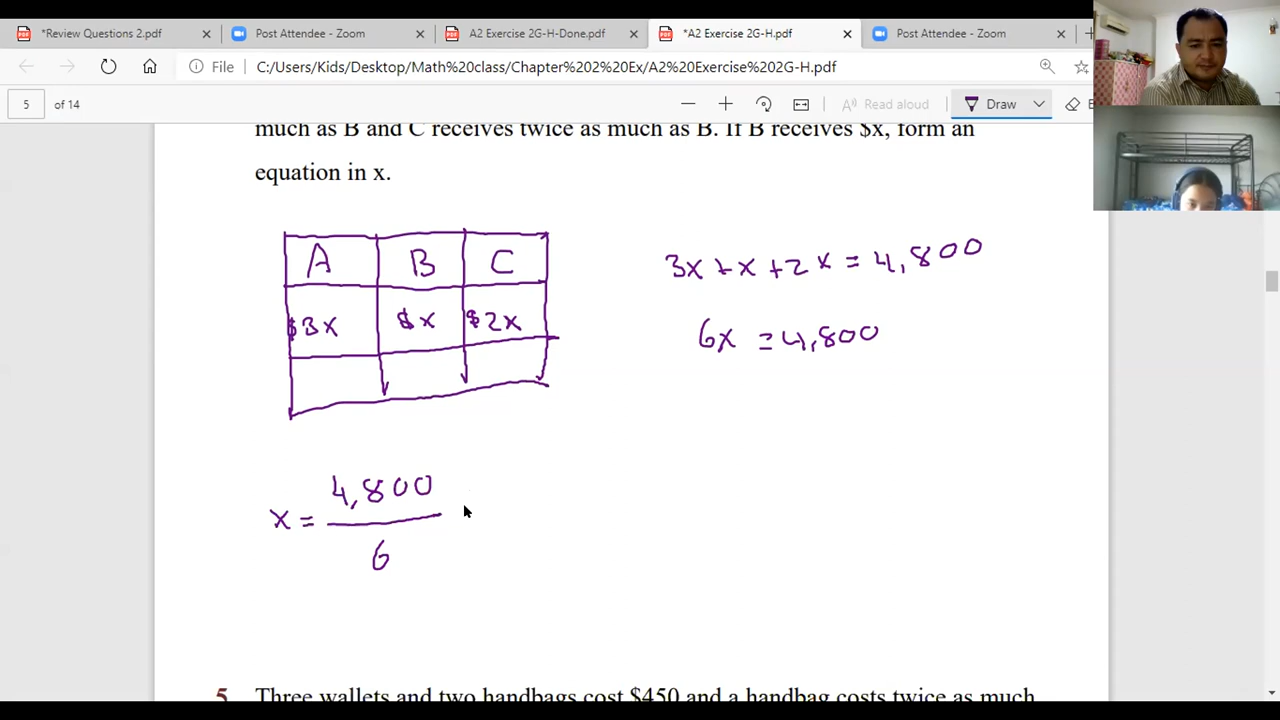 *Review Questions 2.pdf
Post Attendee - Zoom
A2 Exercise 2G-H-Done.pdf
*A2 Exercise 2G-H.pdf
Post Attendee - Zoom
File
C:/Users/Kids/Desktop/Math%20class/Chapter%202%20Ex/A2%20Exercise%202G-H.pdf
5 of 14
Read aloud
Draw
much as B and C receives twice as much as B. If B receives $x, form an
equation in x.
A B C
$3x $x $2x
3x + x + 2x = 4,800
6x = 4,800
x = 4,800
6
5 Three wallets and two handbags cost $450 and a handbag costs twice as much